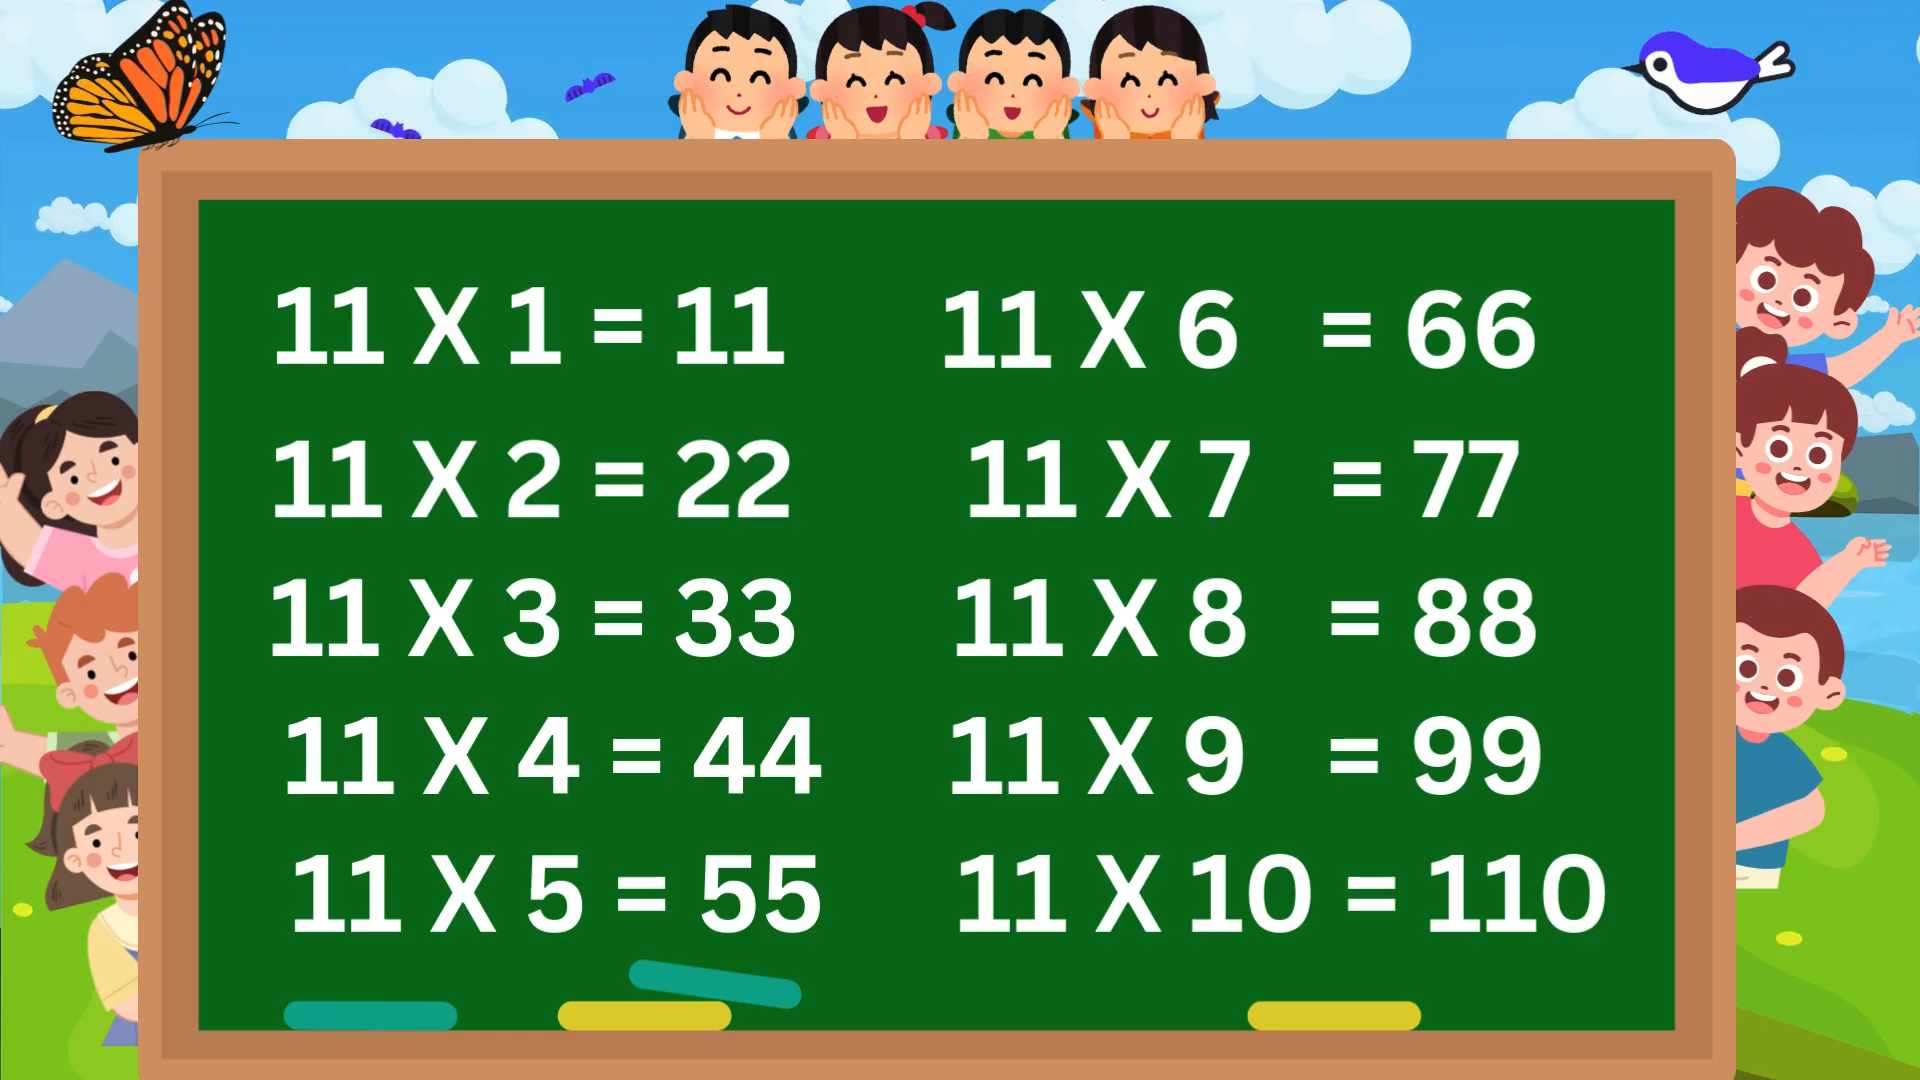 11 X 1 = 11
11 X 2 = 22
11 X 3 = 33
11 X 4 = 44
11 X 5 = 55
11 X 6 = 66
11 X 7 = 77
11 X 8 = 88
11 X 9 = 99
11 X 10 = 110